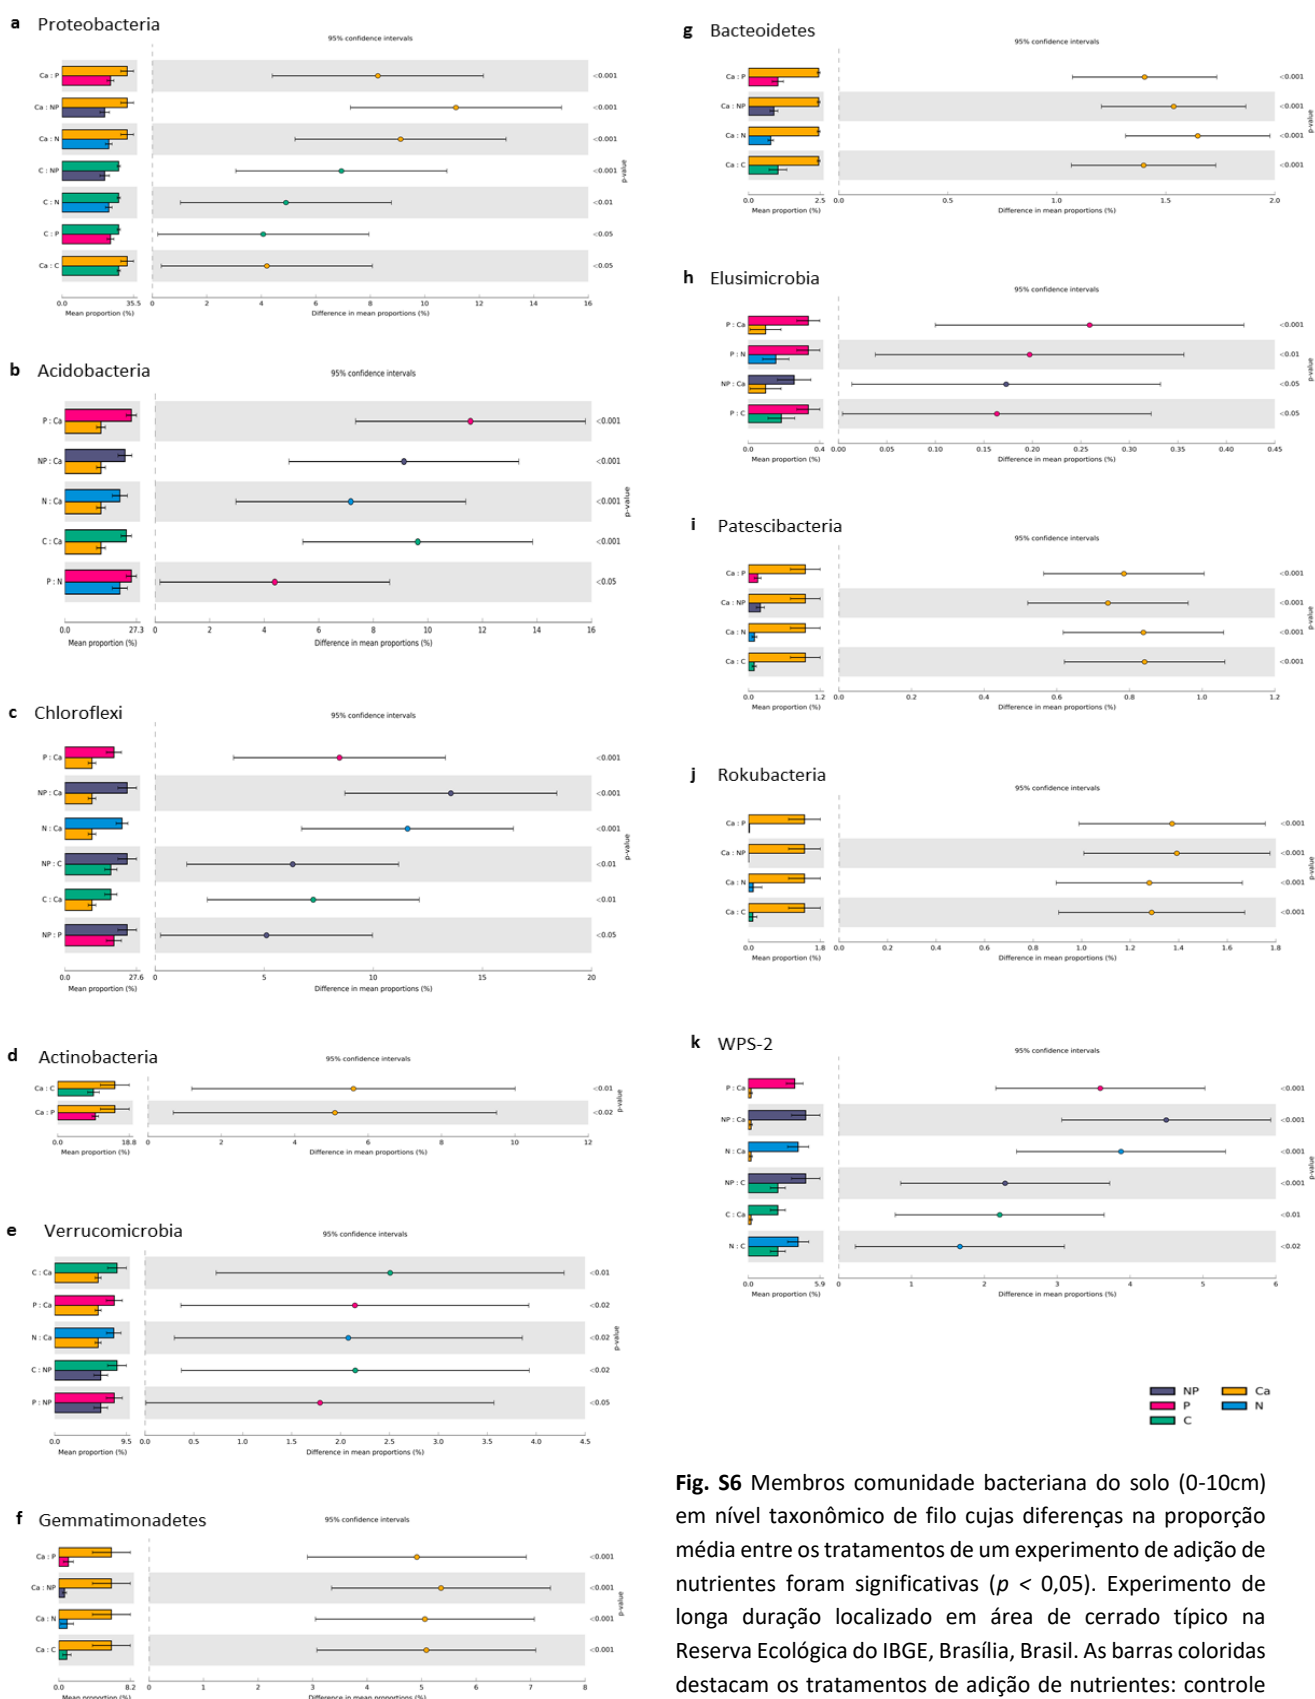 a Proteobacteria
95% confidence intervals
Ca : P
<0.001
Ca : NP
<0.001
Ca : N
<0.001
C : NP
<0.001
C : N
<0.01
C : P
<0.05
Ca : C
<0.05
p-value
0.0 35.5 0 2 4 6 8 10 12 14 16
Mean proportion (%) Difference in mean proportions (%)
b Acidobacteria
95% confidence intervals
P : Ca
<0.001
NP : Ca
<0.001
N : Ca
<0.001
C : Ca
<0.001
P : N
<0.05
p-value
0.0 27.3 0 2 4 6 8 10 12 14 16
Mean proportion (%) Difference in mean proportions (%)
c Chloroflexi
95% confidence intervals
P : Ca
<0.001
NP : Ca
<0.001
N : Ca
<0.001
NP : C
<0.01
C : Ca
<0.01
NP : P
<0.05
p-value
0.0 27.6 0 5 10 15 20
Mean proportion (%) Difference in mean proportions (%)
d Actinobacteria
95% confidence intervals
Ca : C
<0.01
Ca : P
<0.02
p-value
0.0 18.8 0 2 4 6 8 10 12
Mean proportion (%) Difference in mean proportions (%)
e Verrucomicrobia
95% confidence intervals
C : Ca
<0.01
P : Ca
<0.02
N : Ca
<0.02
C : NP
<0.02
P : NP
<0.05
p-value
0.0 9.5 0.0 0.5 1.0 1.5 2.0 2.5 3.0 3.5 4.0 4.5
Mean proportion (%) Difference in mean proportions (%)
f Gemmatimonadetes
95% confidence intervals
Ca : P
<0.001
Ca : NP
<0.001
Ca : N
<0.001
Ca : C
<0.001
p-value
0.0 8.2 0 1 2 3 4 5 6 7 8
Mean proportion (%) Difference in mean proportions (%)
g Bacteoidetes
95% confidence intervals
Ca : P
<0.001
Ca : NP
<0.001
Ca : N
<0.001
Ca : C
<0.001
p-value
0.0 2.5 0.0 0.5 1.0 1.5 2.0
Mean proportion (%) Difference in mean proportions (%)
h Elusimicrobia
95% confidence intervals
P : Ca
<0.001
P : N
<0.01
NP : Ca
<0.05
P : C
<0.05
p-value
0.0 0.4 0.00 0.05 0.10 0.15 0.20 0.25 0.30 0.35 0.40 0.45
Mean proportion (%) Difference in mean proportions (%)
i Patescibacteria
95% confidence intervals
Ca : P
<0.001
Ca : NP
<0.001
Ca : N
<0.001
Ca : C
<0.001
p-value
0.0 1.2 0.0 0.2 0.4 0.6 0.8 1.0 1.2
Mean proportion (%) Difference in mean proportions (%)
j Rokubacteria
95% confidence intervals
Ca : P
<0.001
Ca : NP
<0.001
Ca : N
<0.001
Ca : C
<0.001
p-value
0.0 1.8 0.0 0.2 0.4 0.6 0.8 1.0 1.2 1.4 1.6 1.8
Mean proportion (%) Difference in mean proportions (%)
k WPS-2
95% confidence intervals
P : Ca
<0.001
NP : Ca
<0.001
N : Ca
<0.001
NP : C
<0.001
C : Ca
<0.01
N : C
<0.02
p-value
0.0 5.9 0 1 2 3 4 5 6
Mean proportion (%) Difference in mean proportions (%)
NP Ca
P N
C
Fig. S6 Membros comunidade bacteriana do solo (0-10cm)
em nível taxonômico de filo cujas diferenças na proporção
média entre os tratamentos de um experimento de adição de
nutrientes foram significativas (p < 0,05). Experimento de
longa duração localizado em área de cerrado típico na
Reserva Ecológica do IBGE, Brasília, Brasil. As barras coloridas
destacam os tratamentos de adição de nutrientes: controle